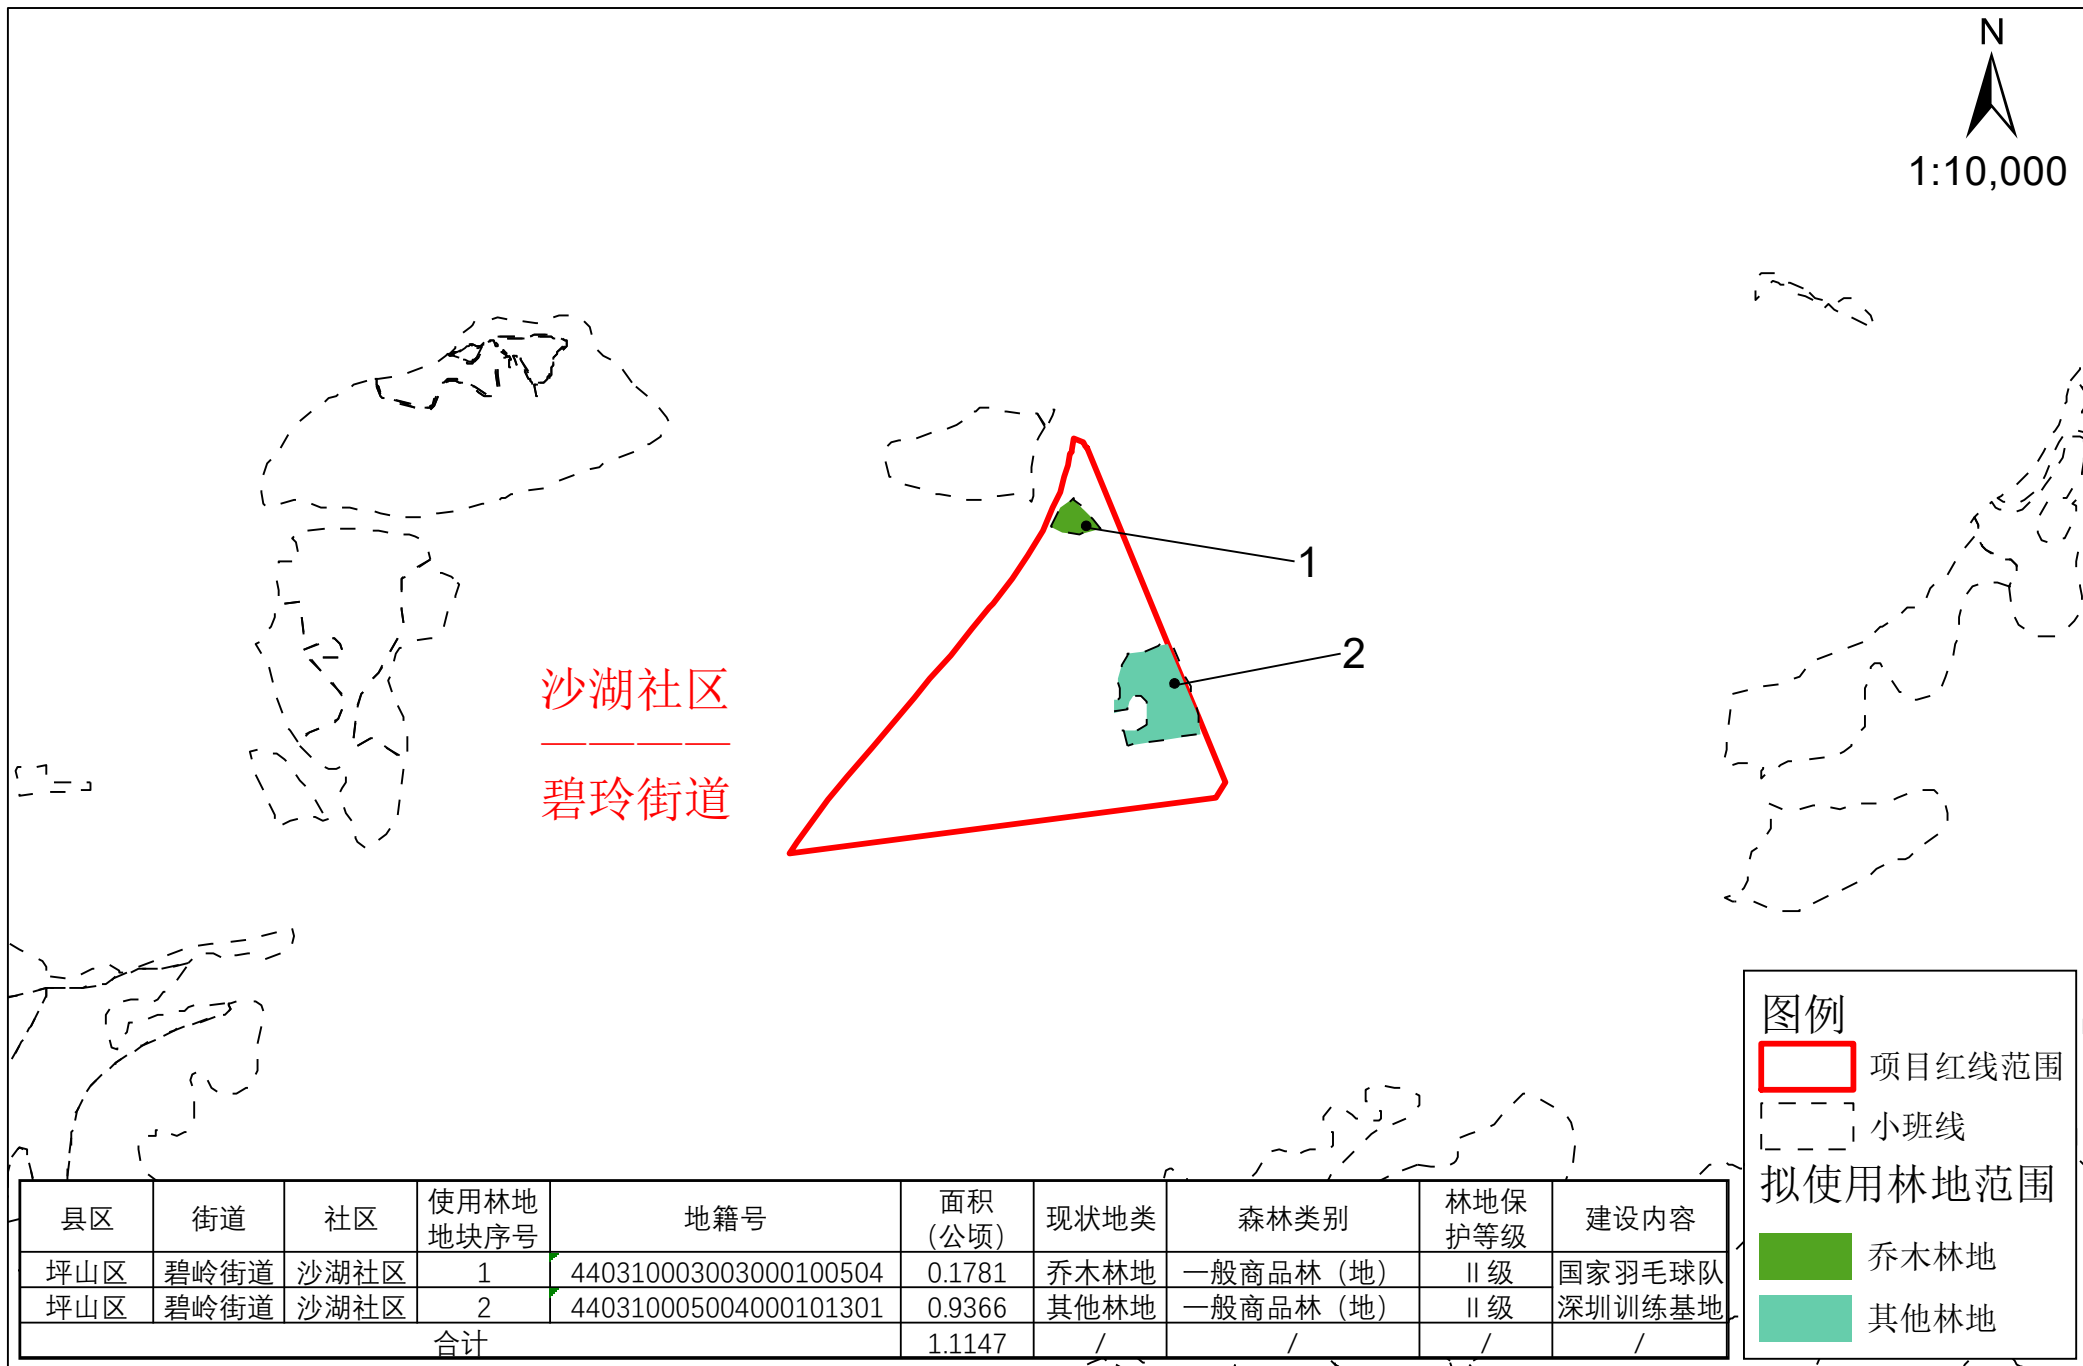 N
1:10,000
1
2
沙湖社区
————
碧玲街道
图例
项目红线范围
小班线
拟使用林地范围
乔木林地
其他林地
县区 街道 社区 使用林地地块序号 地籍号 面积（公顷） 现状地类 森林类别 林地保护等级 建设内容
坪山区 碧岭街道 沙湖社区 1 440310003003000100504 0.1781 乔木林地 一般商品林（地） Ⅱ级 国家羽毛球队
坪山区 碧岭街道 沙湖社区 2 440310005004000101301 0.9366 其他林地 一般商品林（地） Ⅱ级 深圳训练基地
合计 1.1147 / / / /